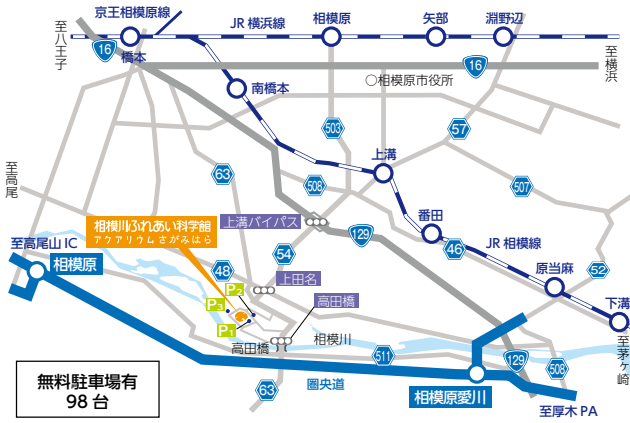 京王相模原線
JR 横浜線
相模原
矢部
淵野辺
至八王子
16
橋本
16
至横浜
南橋本
○相模原市役所
503
57
上溝
63
508
507
至高尾
相模川ふれあい科学館
アクアリウムさがみはら
上溝バイパス
129
番田
46
JR 相模線
至高尾山 IC
相模原
54
48
上田名
原当麻
52
P2
P3
高田橋
下溝
P1
高田橋
相模川
511
129
508
至茅ヶ崎
無料駐車場有
98 台
63
圏央道
相模原愛川
至厚木 PA